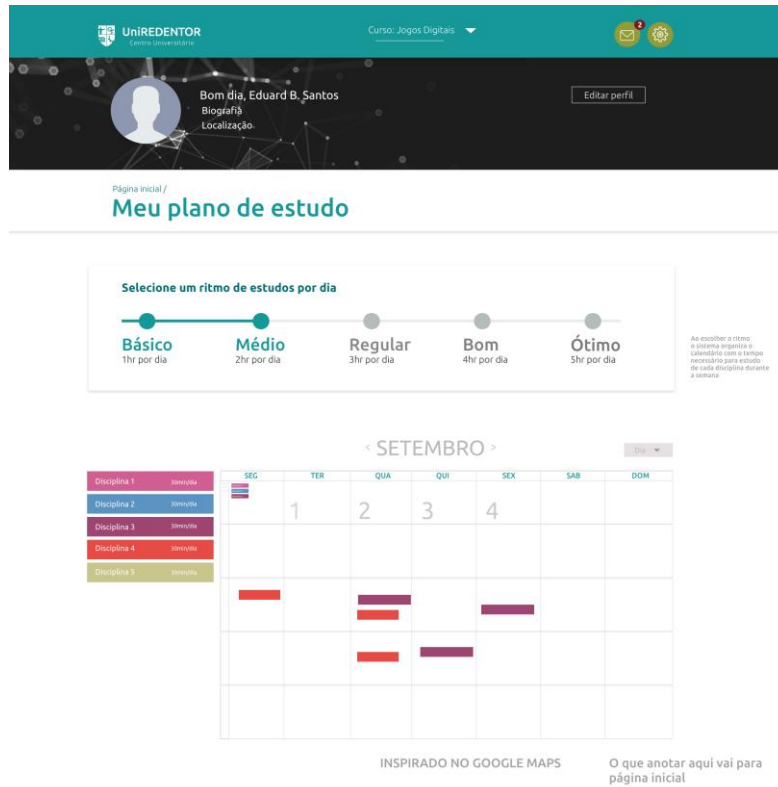 UniREDENTOR
Centro Universitário
Curso: Jogos Digitais
2
Bom dia, Eduard B. Santos
Biografia
Localização
Editar perfil
Página inicial /
Meu plano de estudo
Selecione um ritmo de estudos por dia
Básico
1hr por dia
Médio
2hr por dia
Regular
3hr por dia
Bom
4hr por dia
Ótimo
5hr por dia
Ao escolher o ritmo
o sistema organiza o
calendário com o tempo
necessário para estudo
de cada disciplina durante
a semana
< SETEMBRO >
Dia
Disciplina 1 30min/dia
Disciplina 2 30min/dia
Disciplina 3 30min/dia
Disciplina 4 30min/dia
Disciplina 5 30min/dia
SEG TER QUA QUI SEX SAB DOM
1 2 3 4
INSPIRADO NO GOOGLE MAPS
O que anotar aqui vai para
página inicial